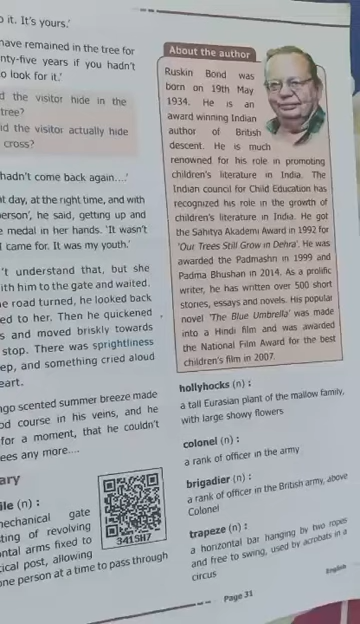 o it. It's yours.'
have remained in the tree for
nty-five years if you hadn't
o look for it.'
d the visitor hide in the
tree?
id the visitor actually hide
cross?
hadn't come back again....'
at day, at the right time, and with
erson', he said, getting up and
e medal in her hands. 'It wasn't
I came for. It was my youth.'
't understand that, but she
ith him to the gate and waited.
e road turned, he looked back
ed to her. Then he quickened
s and moved briskly towards
stop. There was sprightliness
ep, and something cried aloud
eart.
ngo scented summer breeze made
od course in his veins, and he
for a moment, that he couldn't
ees any more....
ary
ile (n) :
mechanical gate
ting of revolving
ontal arms fixed to
ical post, allowing
one person at a time to pass through
3415H7
About the author
Ruskin Bond was
born on 19th May
1934. He is an
award winning Indian
author of British
descent. He is much
renowned for his role in promoting
children's literature in India. The
Indian council for Child Education has
recognized his role in the growth of
children's literature in India. He got
the Sahitya Akademi Award in 1992 for
'Our Trees Still Grow in Dehra'. He was
awarded the Padmashri in 1999 and
Padma Bhushan in 2014. As a prolific
writer, he has written over 500 short
stories, essays and novels. His popular
novel 'The Blue Umbrella' was made
into a Hindi film and was awarded
the National Film Award for the best
children's film in 2007.
hollyhocks (n) :
a tall Eurasian plant of the mallow family,
with large showy flowers
colonel (n) :
a rank of officer in the army
brigadier (n) :
a rank of officer in the British army, above
Colonel
trapeze (n) :
a horizontal bar hanging by two ropes
and free to swing, used by acrobats in a
circus
Page 31
English